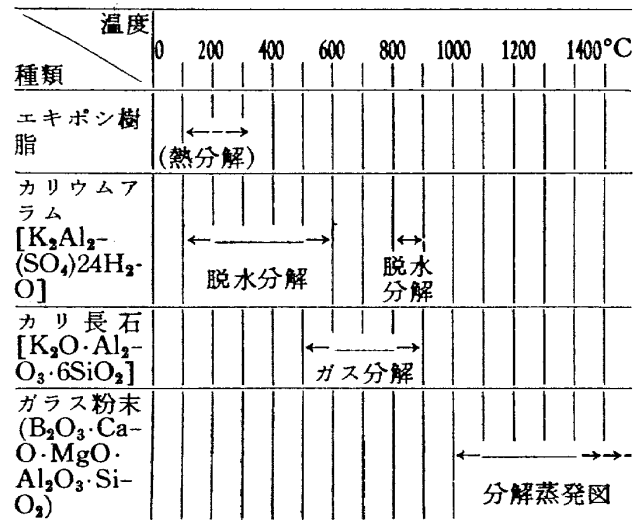 温度
種類
0 200 400 600 800 1000 1200 1400°C
エキポシ樹
脂
(熱分解)
カリウムア
ラム
[K₂Al₂-
(SO₄)24H₂-
O]
脱水分解
脱水
分解
カリ長石
[K₂O·Al₂-
O₃·6SiO₂]
ガス分解
ガラス粉末
(B₂O₃·Ca-
O·MgO·
Al₂O₃·Si-
O₂)
分解蒸発図